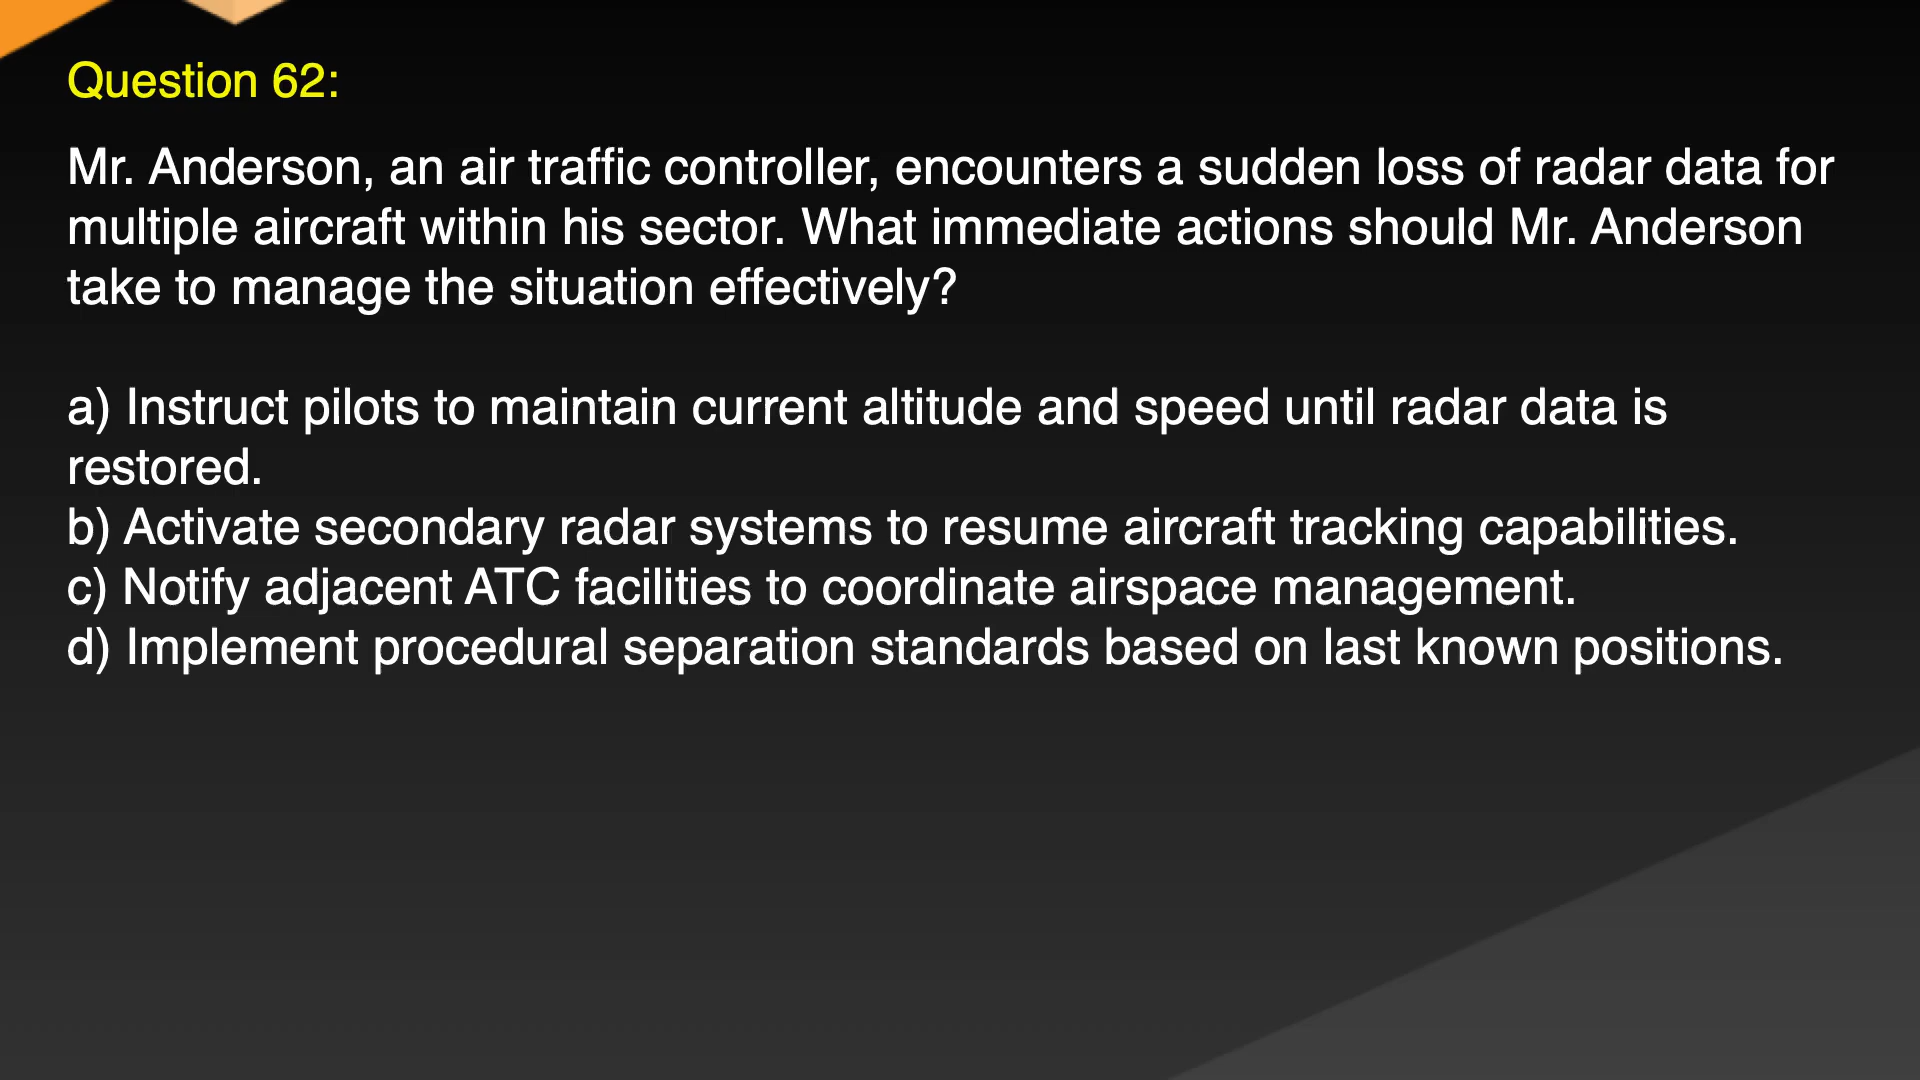 Question 62:
Mr. Anderson, an air traffic controller, encounters a sudden loss of radar data for
multiple aircraft within his sector. What immediate actions should Mr. Anderson
take to manage the situation effectively?
a) Instruct pilots to maintain current altitude and speed until radar data is
restored.
b) Activate secondary radar systems to resume aircraft tracking capabilities.
c) Notify adjacent ATC facilities to coordinate airspace management.
d) Implement procedural separation standards based on last known positions.